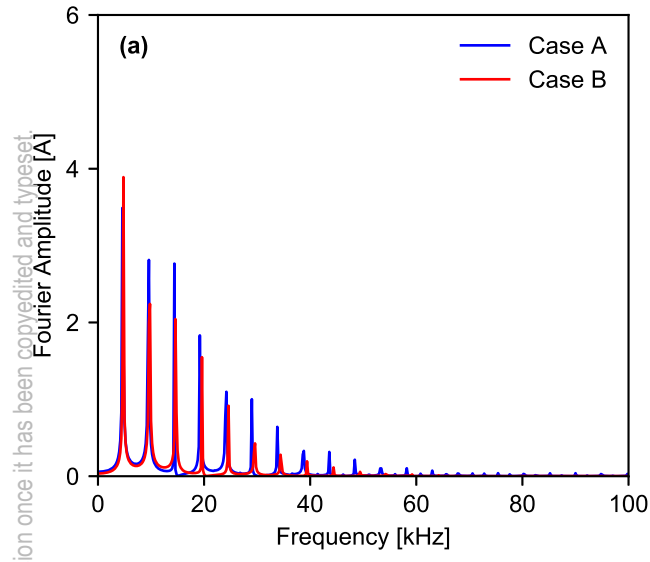 6
(a)
Case A
Case B
4
2
0
Fourier Amplitude [A]
ion once it has been copyedited and typeset.
0
20
40
60
80
100
Frequency [kHz]